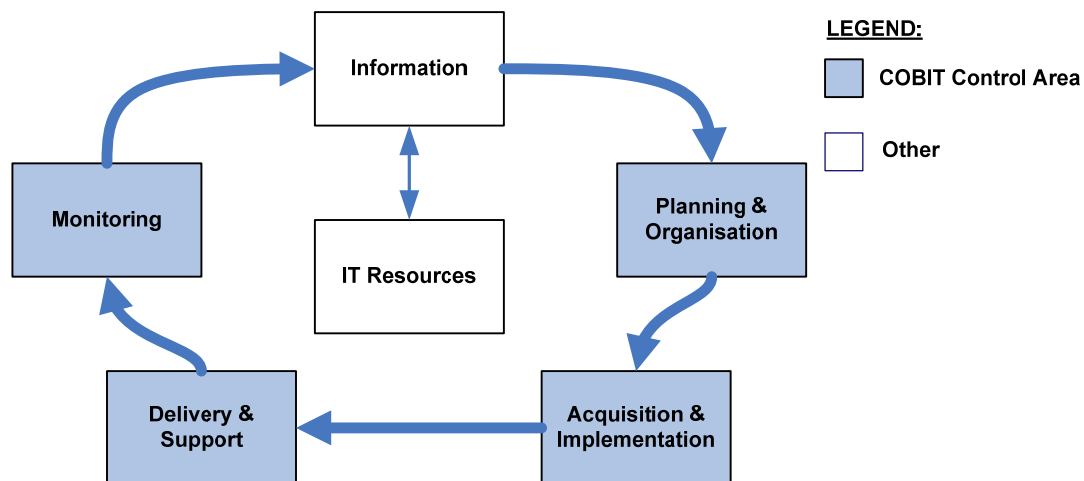 LEGEND:
COBIT Control Area
Other
Information
Monitoring
Planning &
Organisation
IT Resources
Delivery &
Support
Acquisition &
Implementation